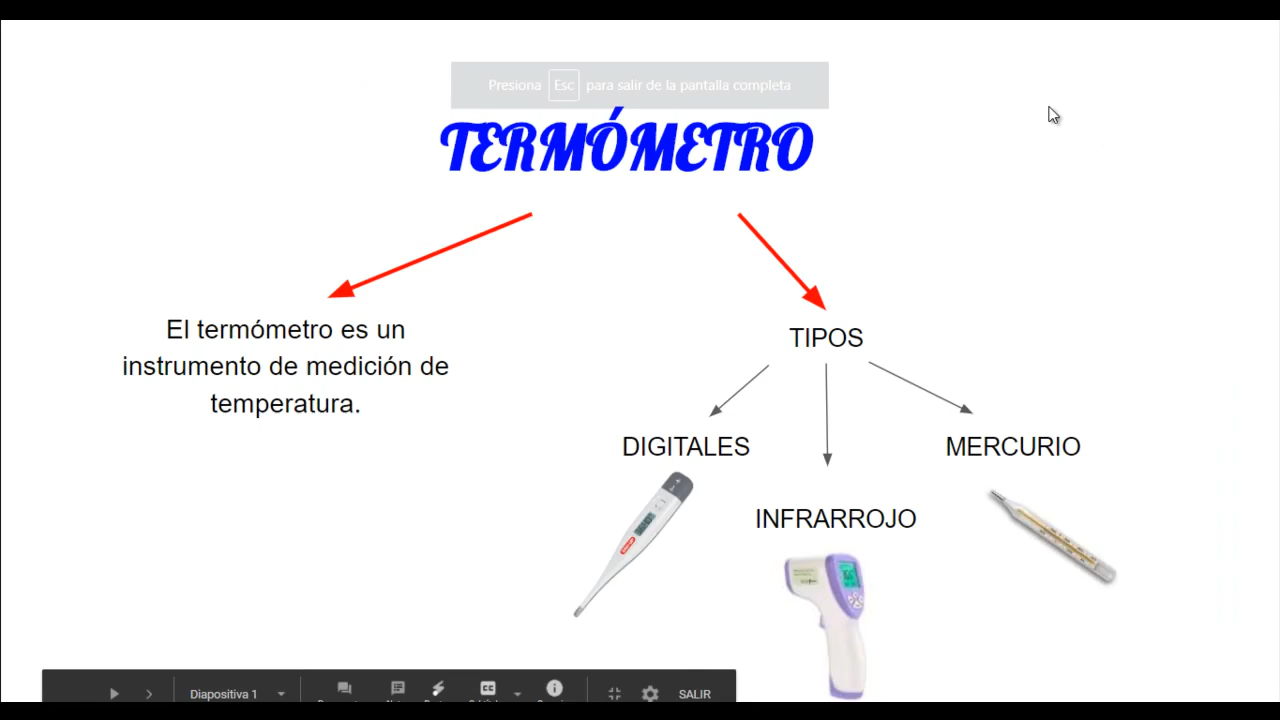 Presiona Esc para salir de la pantalla completa
TERMÓMETRO
El termómetro es un
instrumento de medición de
temperatura.
TIPOS
DIGITALES
MERCURIO
INFRARROJO
Diapositiva 1
SALIR